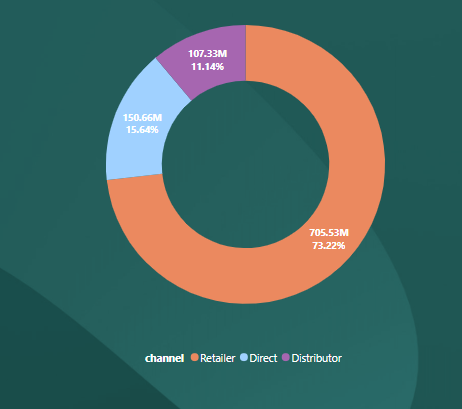 107.33M
11.14%
150.66M
15.64%
705.53M
73.22%
channel Retailer Direct Distributor